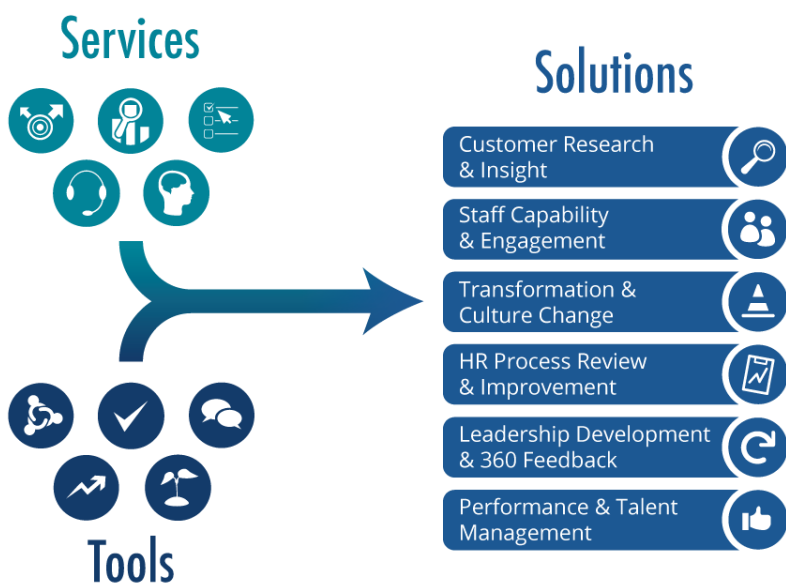 Services
Solutions
Customer Research
& Insight
Staff Capability
& Engagement
Transformation &
Culture Change
HR Process Review
& Improvement
Leadership Development
& 360 Feedback
Performance & Talent
Management
Tools